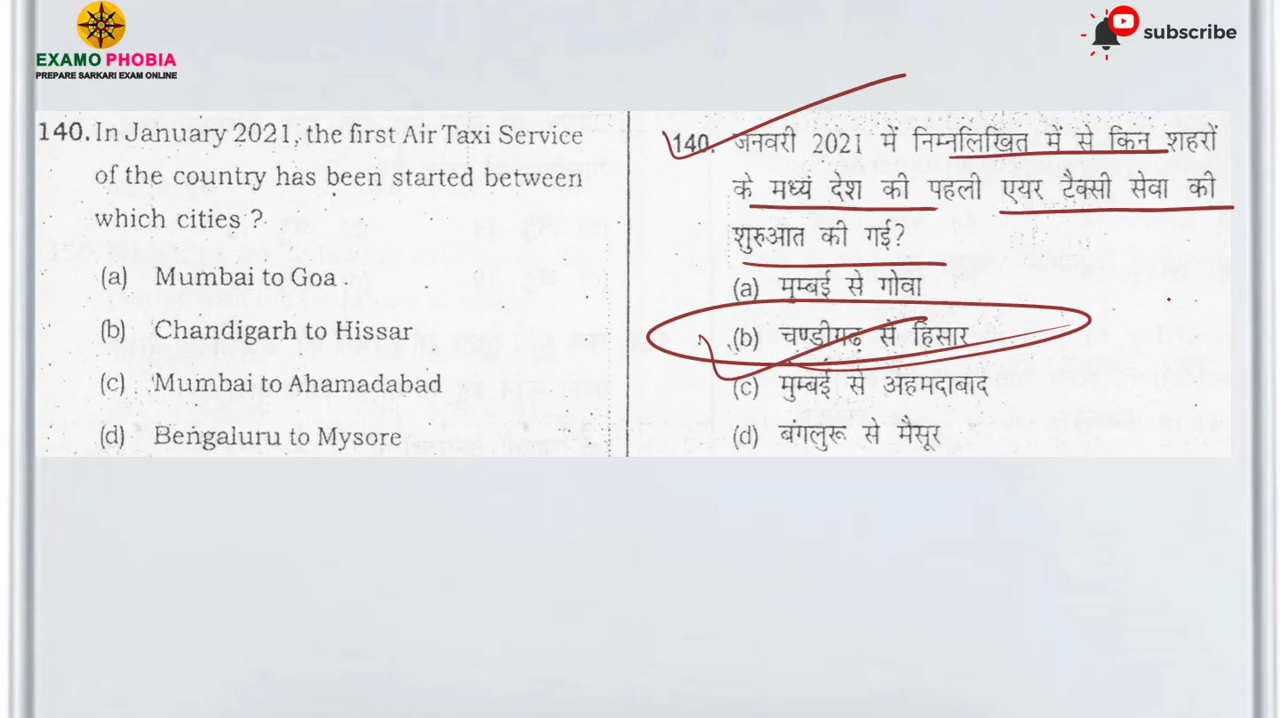 EXAMO PHOBIA
PREPARE SARKARI EXAM ONLINE
subscribe
140. In January 2021, the first Air Taxi Service
of the country has been started between
which cities ?
(a) Mumbai to Goa
(b) Chandigarh to Hissar
(c) Mumbai to Ahamadabad
(d) Bengaluru to Mysore
140. जनवरी 2021 में निम्नलिखित में से किन शहरों
के मध्य देश की पहली एयर टैक्सी सेवा की
शुरुआत की गई?
(a) मुम्बई से गोवा
(b) चण्डीगढ से हिसार
(c) मुम्बई से अहमदाबाद
(d) बंगलुरू से मैसूर